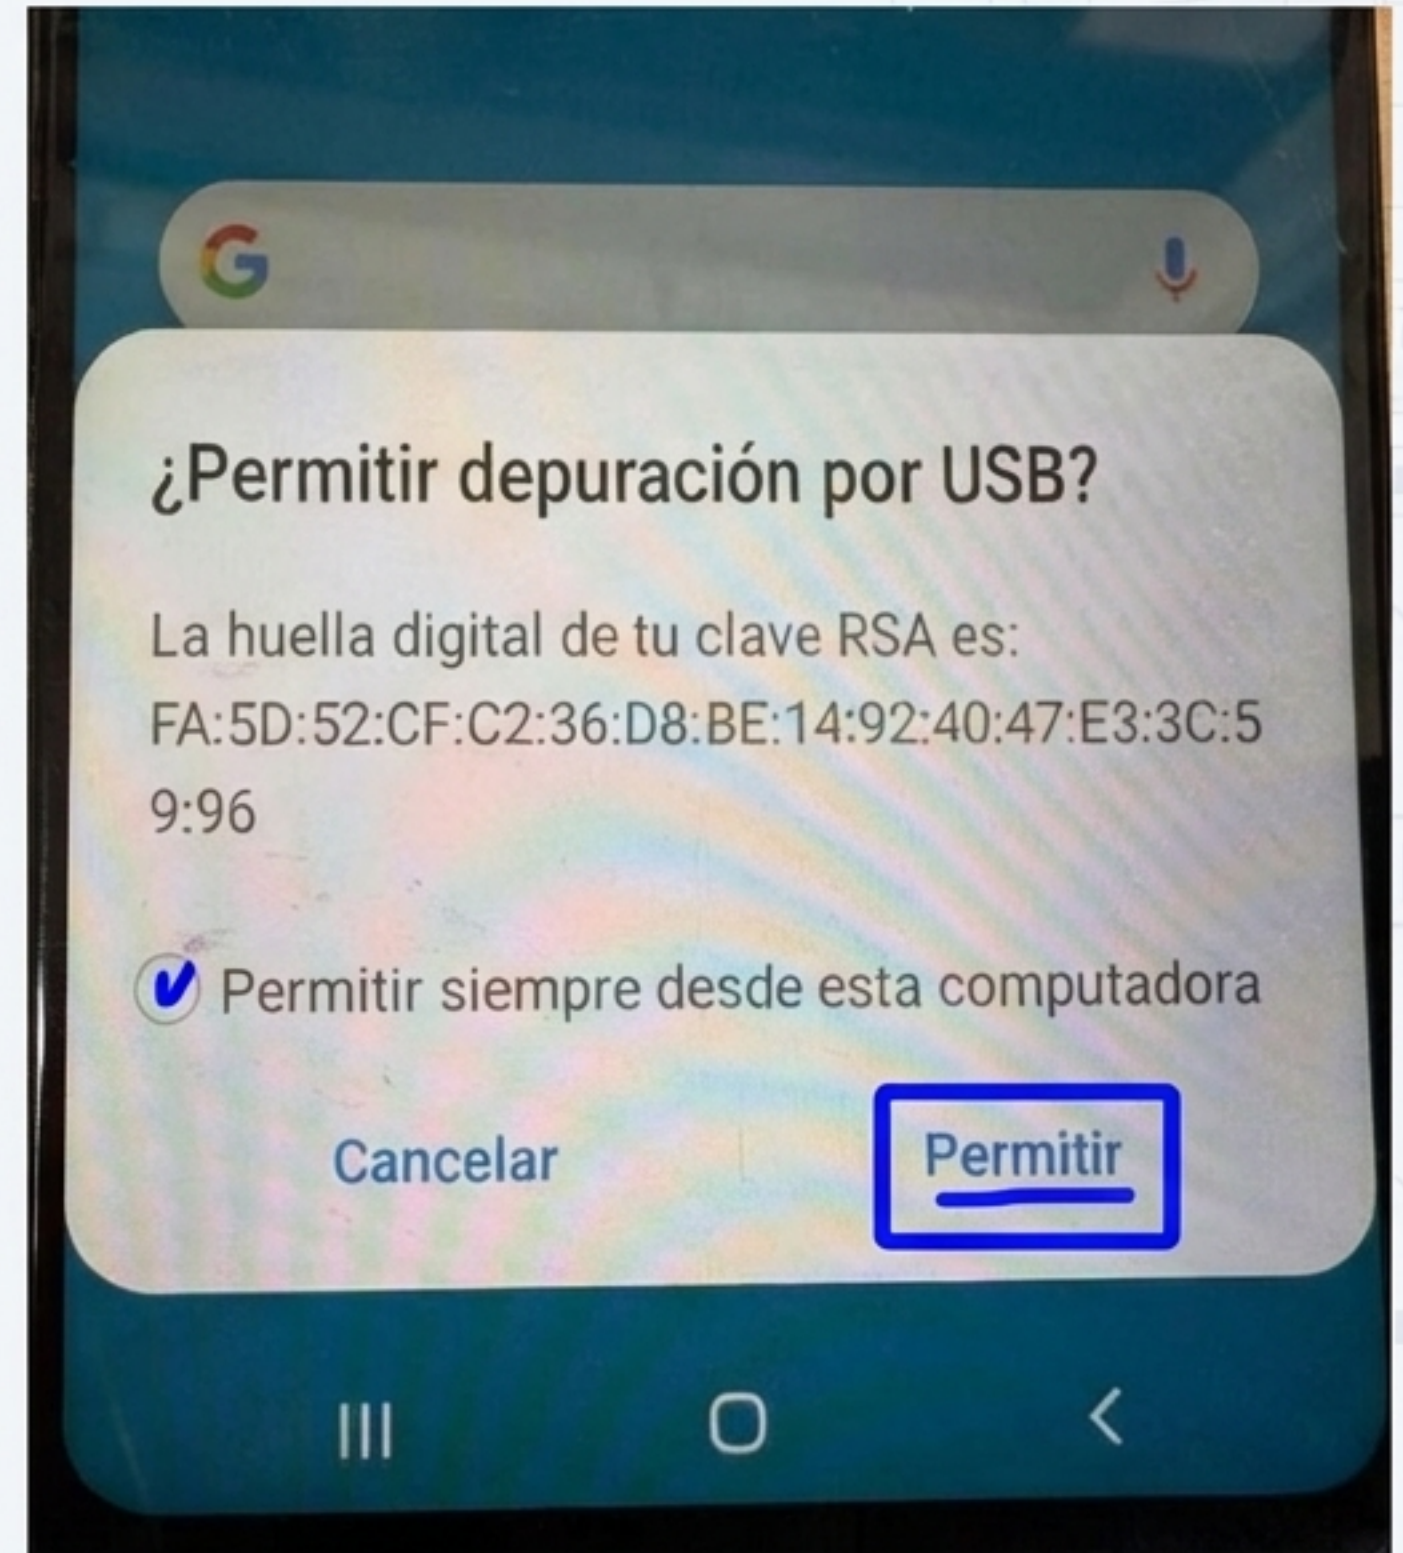 G
¿Permitir depuración por USB?
La huella digital de tu clave RSA es:
FA:5D:52:CF:C2:36:D8:BE:14:92:40:47:E3:3C:5
9:96
Permitir siempre desde esta computadora
Cancelar Permitir